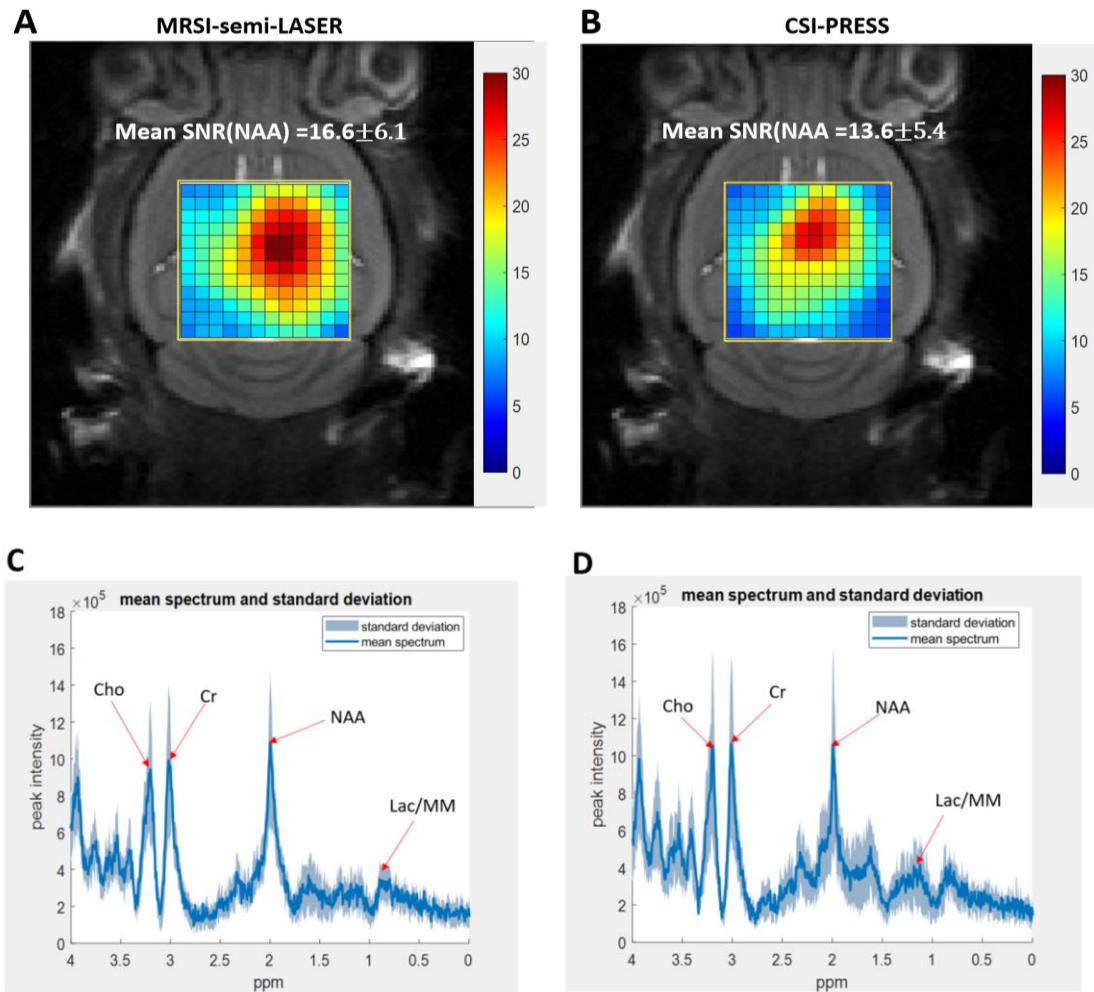 A
MRSI-semi-LASER
Mean SNR(NAA) =16.6±6.1
30
25
20
15
10
5
0
B
CSI-PRESS
Mean SNR(NAA =13.6±5.4
30
25
20
15
10
5
0
C
mean spectrum and standard deviation
×10^5
18
16
14
12
10
8
6
4
2
0
peak intensity
standard deviation
mean spectrum
Cho
Cr
NAA
Lac/MM
4 3.5 3 2.5 2 1.5 1 0.5 0
ppm
D
mean spectrum and standard deviation
×10^5
18
16
14
12
10
8
6
4
2
0
peak intensity
standard deviation
mean spectrum
Cho
Cr
NAA
Lac/MM
4 3.5 3 2.5 2 1.5 1 0.5 0
ppm